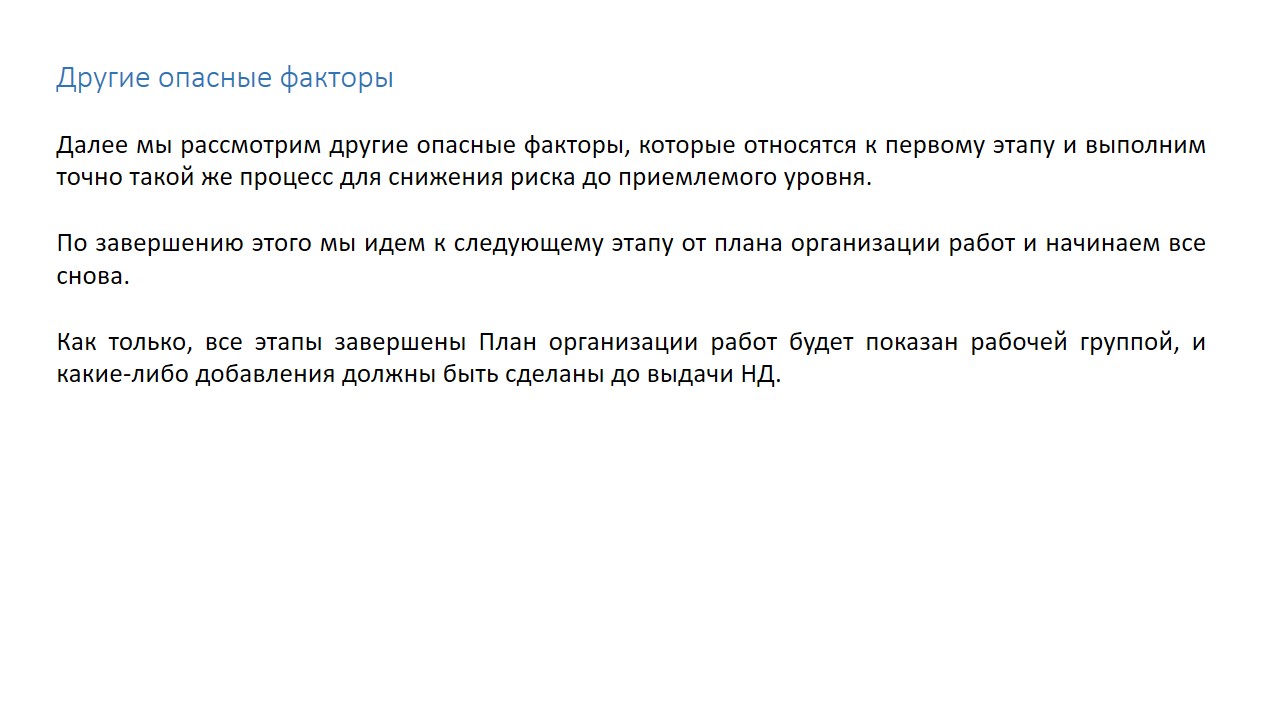 Другие опасные факторы
Далее мы рассмотрим другие опасные факторы, которые относятся к первому этапу и выполним
точно такой же процесс для снижения риска до приемлемого уровня.
По завершению этого мы идем к следующему этапу от плана организации работ и начинаем все
снова.
Как только, все этапы завершены План организации работ будет показан рабочей группой, и
какие-либо добавления должны быть сделаны до выдачи НД.